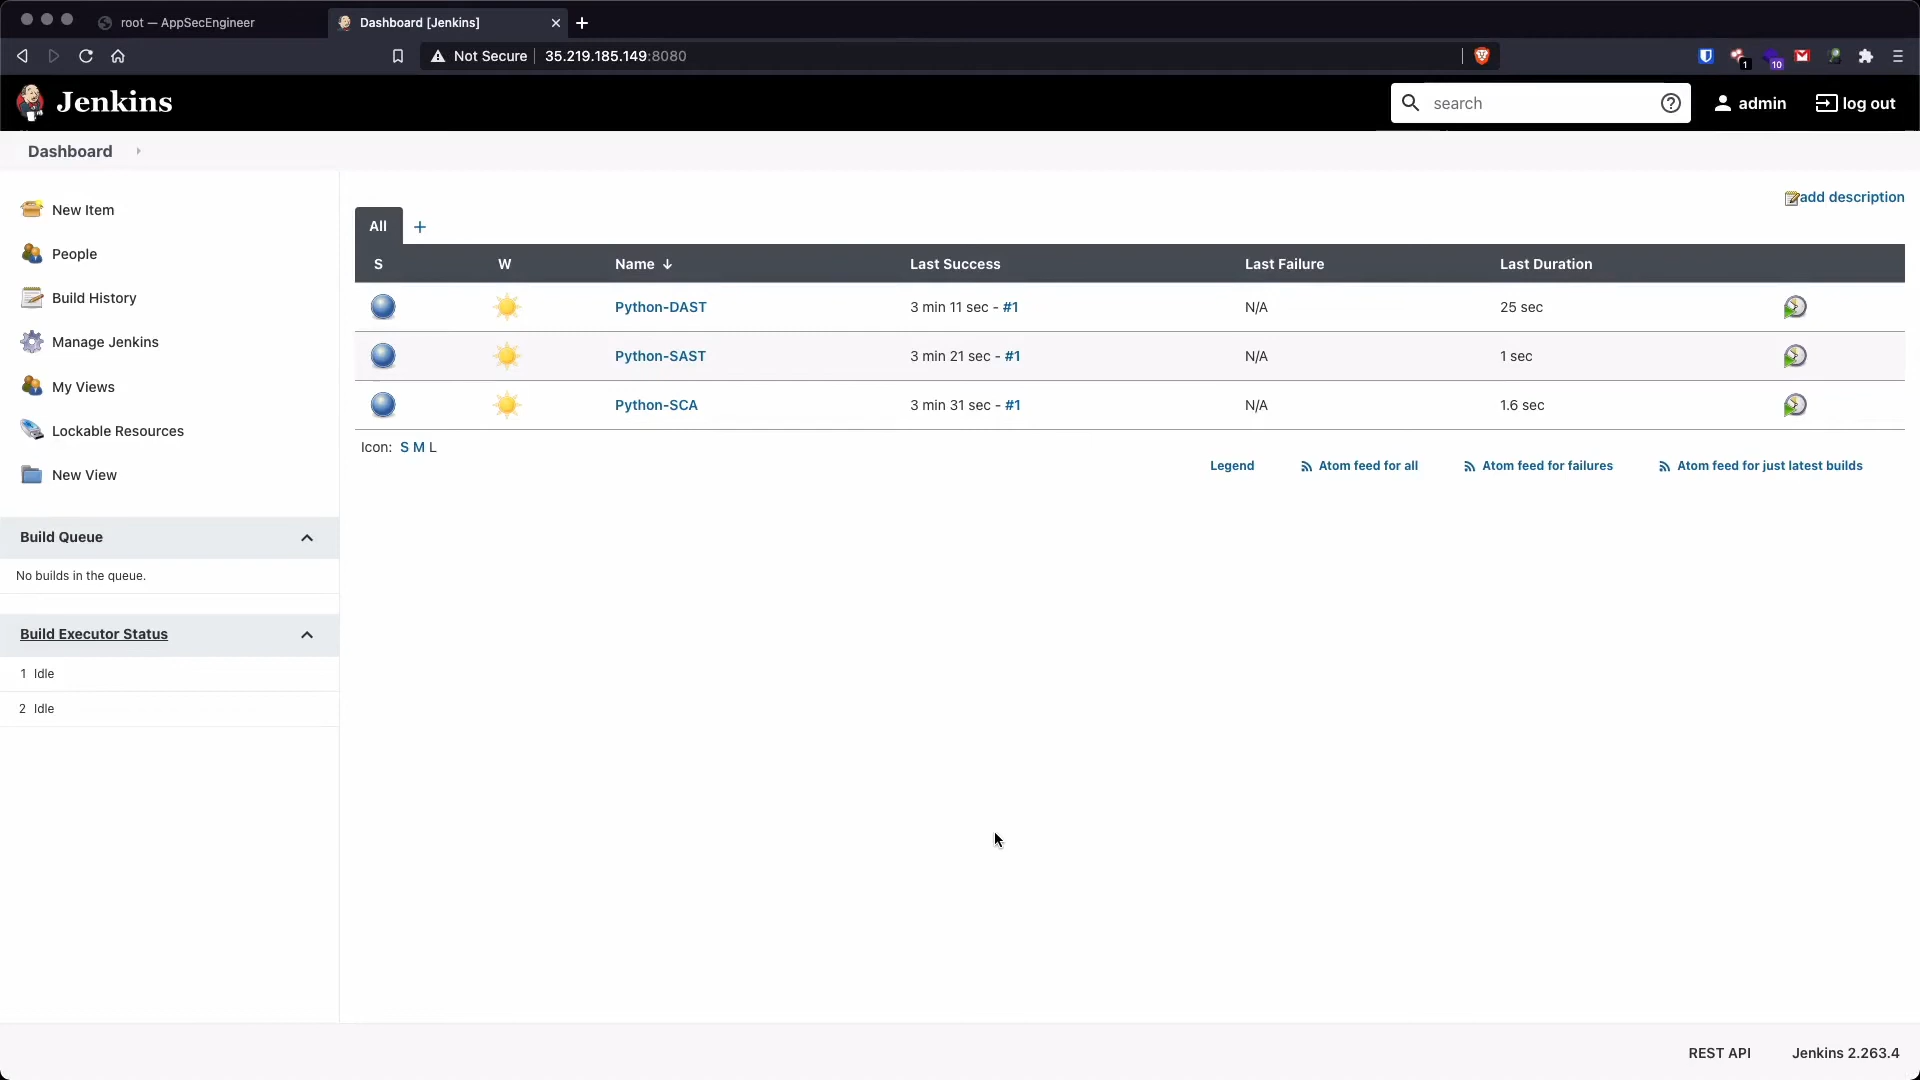 root — AppSecEngineer
Dashboard [Jenkins]
Not Secure
35.219.185.149:8080
1
10
Jenkins
search
admin
log out
Dashboard
New Item
People
Build History
Manage Jenkins
My Views
Lockable Resources
New View
Build Queue
No builds in the queue.
Build Executor Status
1 Idle
2 Idle
add description
All +
S W Name ↓ Last Success Last Failure Last Duration
Python-DAST 3 min 11 sec - #1 N/A 25 sec
Python-SAST 3 min 21 sec - #1 N/A 1 sec
Python-SCA 3 min 31 sec - #1 N/A 1.6 sec
Icon: S M L
Legend Atom feed for all Atom feed for failures Atom feed for just latest builds
REST API Jenkins 2.263.4